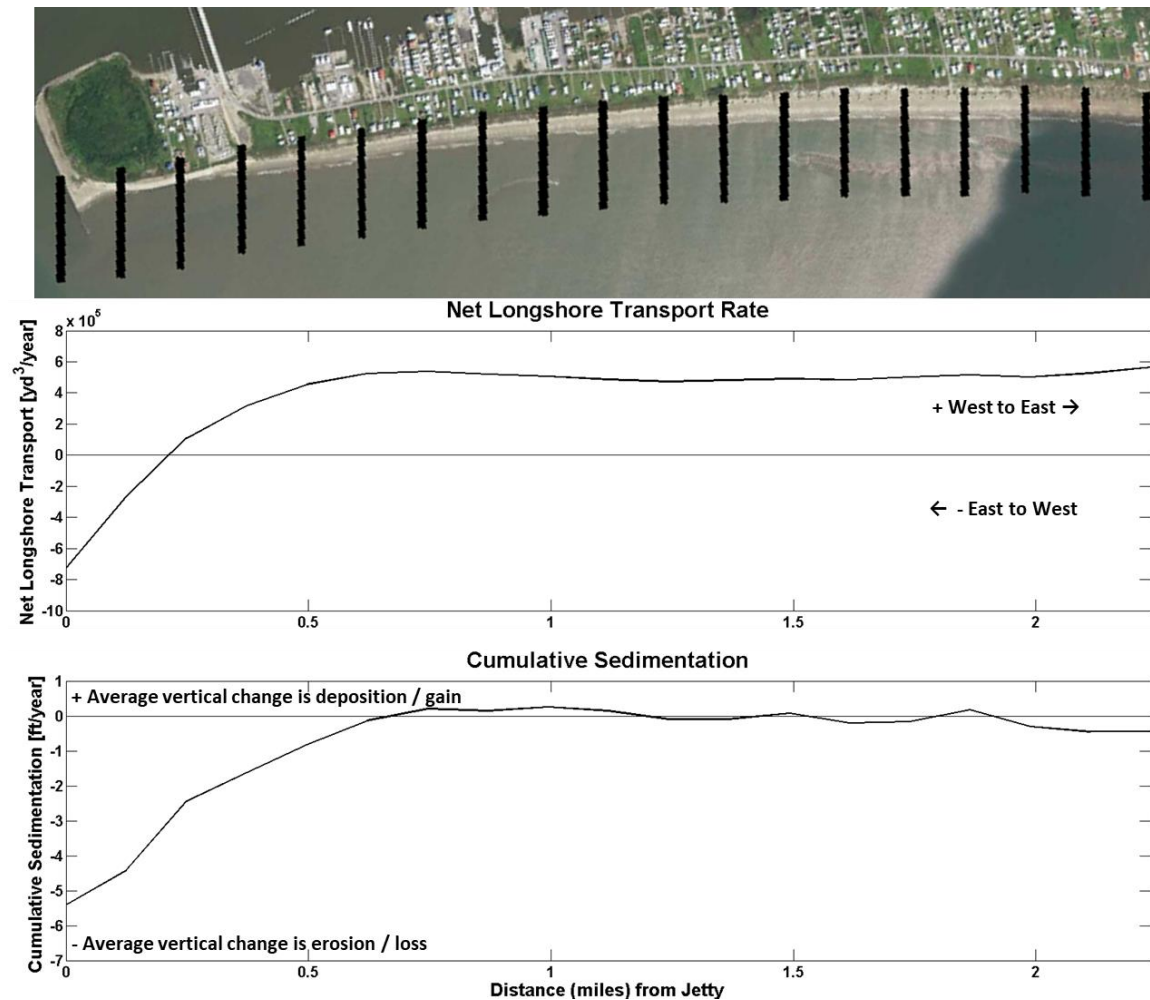 Net Longshore Transport Rate
x 10⁵
Net Longshore Transport [yd³/year]
8
6
4
2
0
-2
-4
-6
-8
-10
+ West to East →
← - East to West
0 0.5 1 1.5 2
Cumulative Sedimentation
Cumulative Sedimentation [ft/year]
1
0
-1
-2
-3
-4
-5
-6
-7
+ Average vertical change is deposition / gain
- Average vertical change is erosion / loss
0 0.5 1 1.5 2
Distance (miles) from Jetty